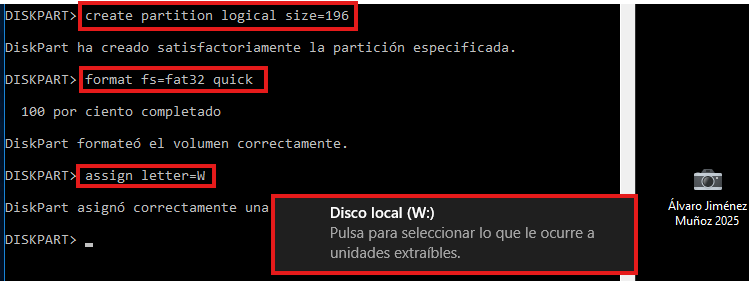 DISKPART> create partition logical size=196
DiskPart ha creado satisfactoriamente la partición especificada.
DISKPART> format fs=fat32 quick
100 por ciento completado
DiskPart formateó el volumen correctamente.
DISKPART> assign letter=W
DiskPart asignó correctamente una
DISKPART>
Disco local (W:)
Pulsa para seleccionar lo que le ocurre a
unidades extraíbles.
Álvaro Jiménez
Muñoz 2025